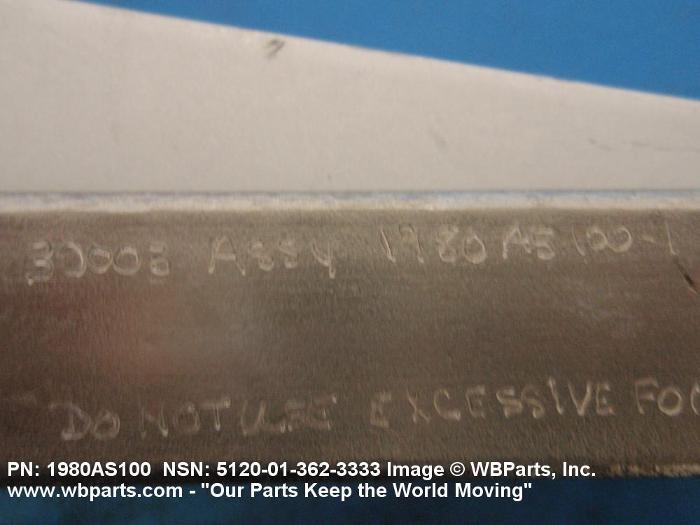 30003 ASSY 1980AS100-1
DO NOT USE EXCESSIVE FO
PN: 1980AS100 NSN: 5120-01-362-3333 Image © WBParts, Inc.
www.wbparts.com - "Our Parts Keep the World Moving"